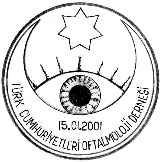 15.01.2001
TÜRK CUMHURİYETLERİ OFTALMOLOJİ DERNEĞİ